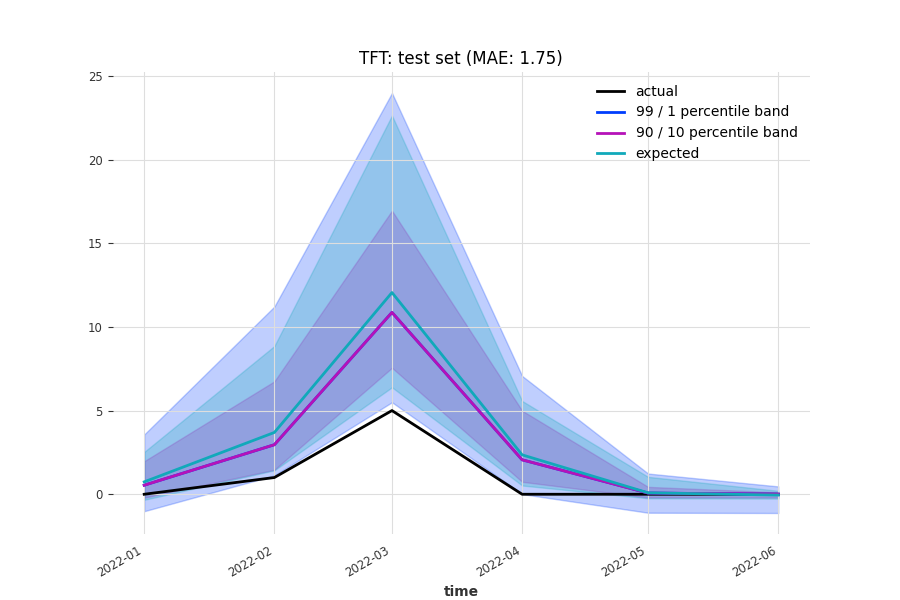 TFT: test set (MAE: 1.75)
25
20
15
10
5
0
actual
99 / 1 percentile band
90 / 10 percentile band
expected
2022-01
2022-02
2022-03
2022-04
2022-05
2022-06
time